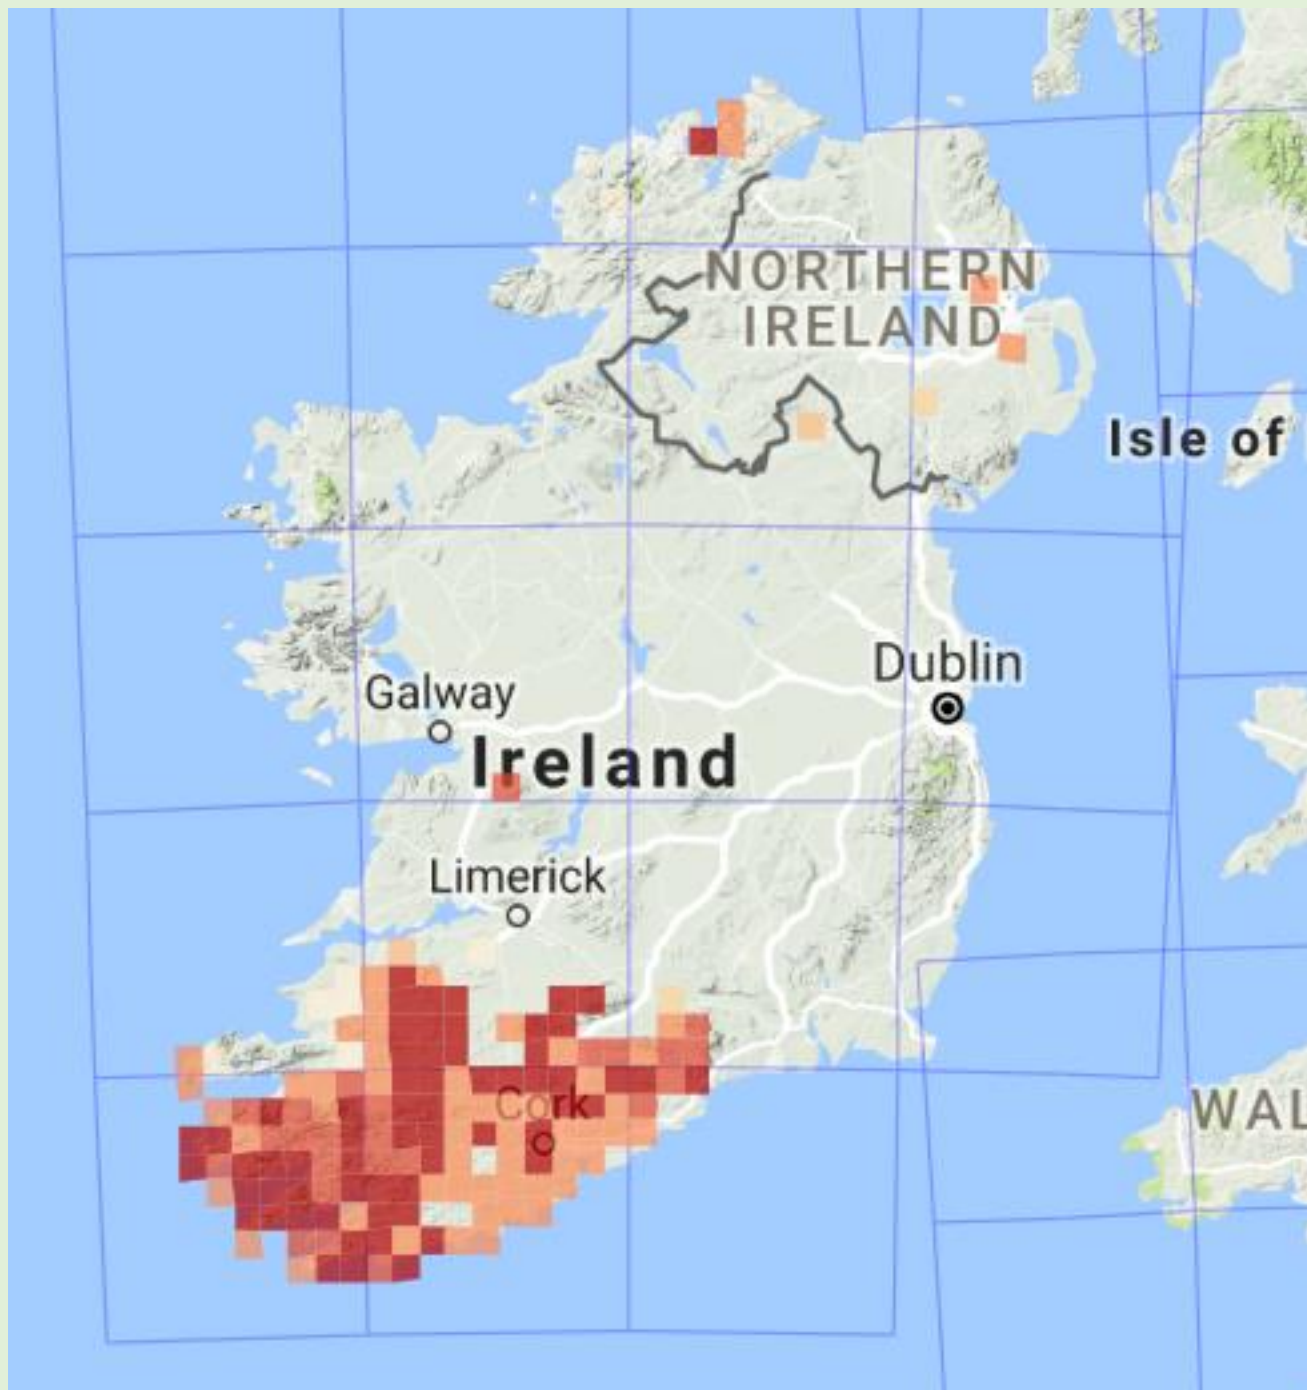 NORTHERN
IRELAND
Isle of
Dublin
Galway
Ireland
Limerick
Cork
WAL